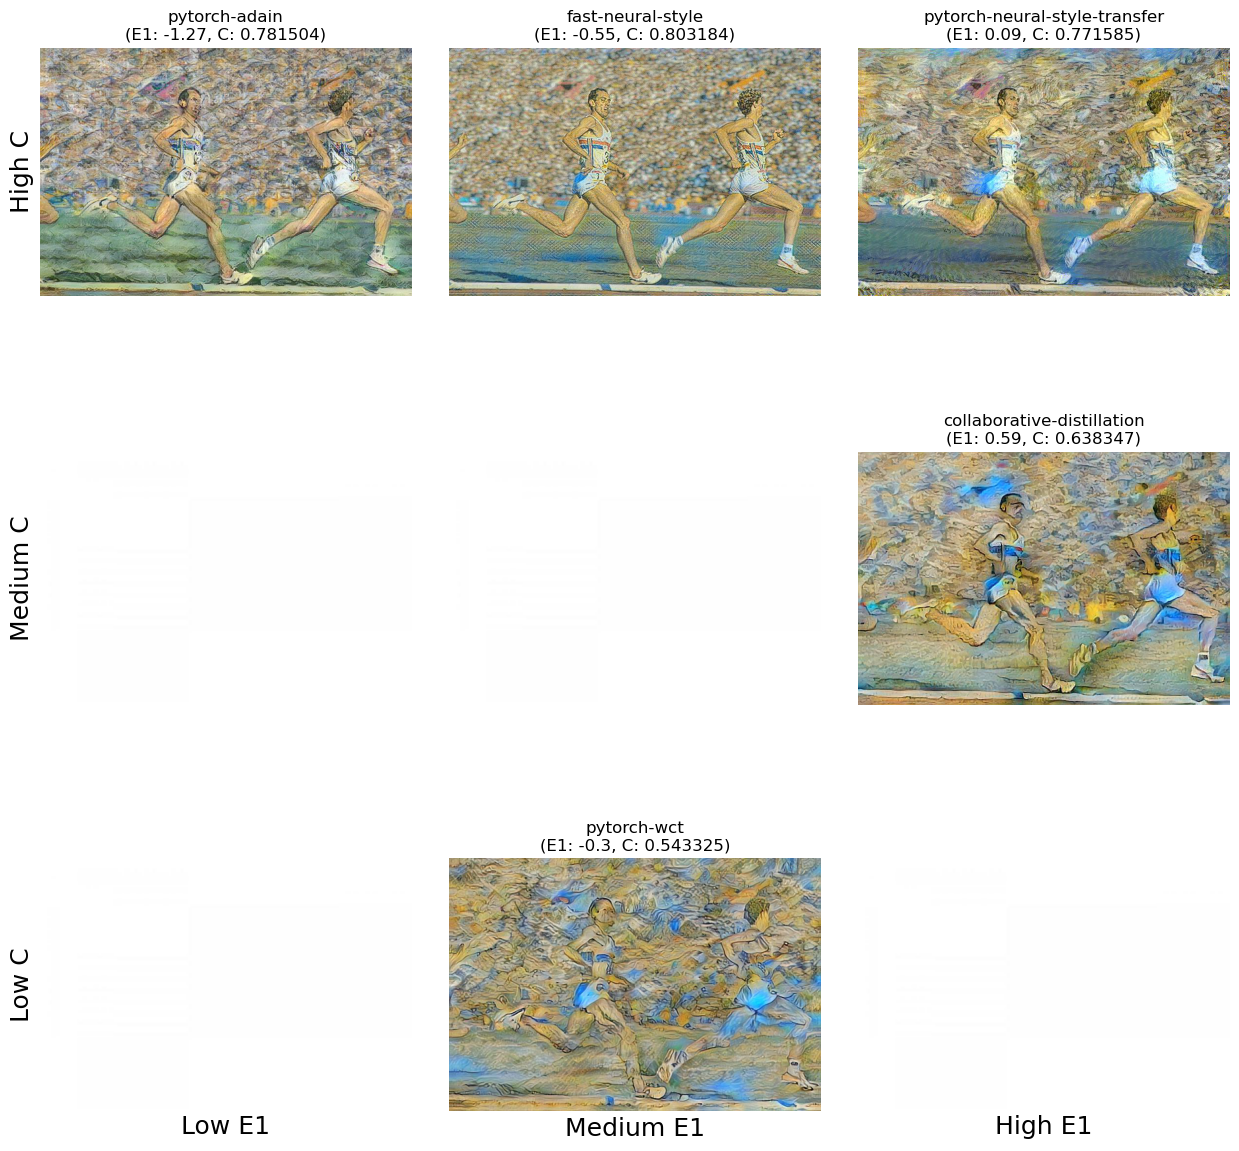 pytorch-adain
(E1: -1.27, C: 0.781504)
fast-neural-style
(E1: -0.55, C: 0.803184)
pytorch-neural-style-transfer
(E1: 0.09, C: 0.771585)
High C
collaborative-distillation
(E1: 0.59, C: 0.638347)
Medium C
pytorch-wct
(E1: -0.3, C: 0.543325)
Low C
Low E1
Medium E1
High E1